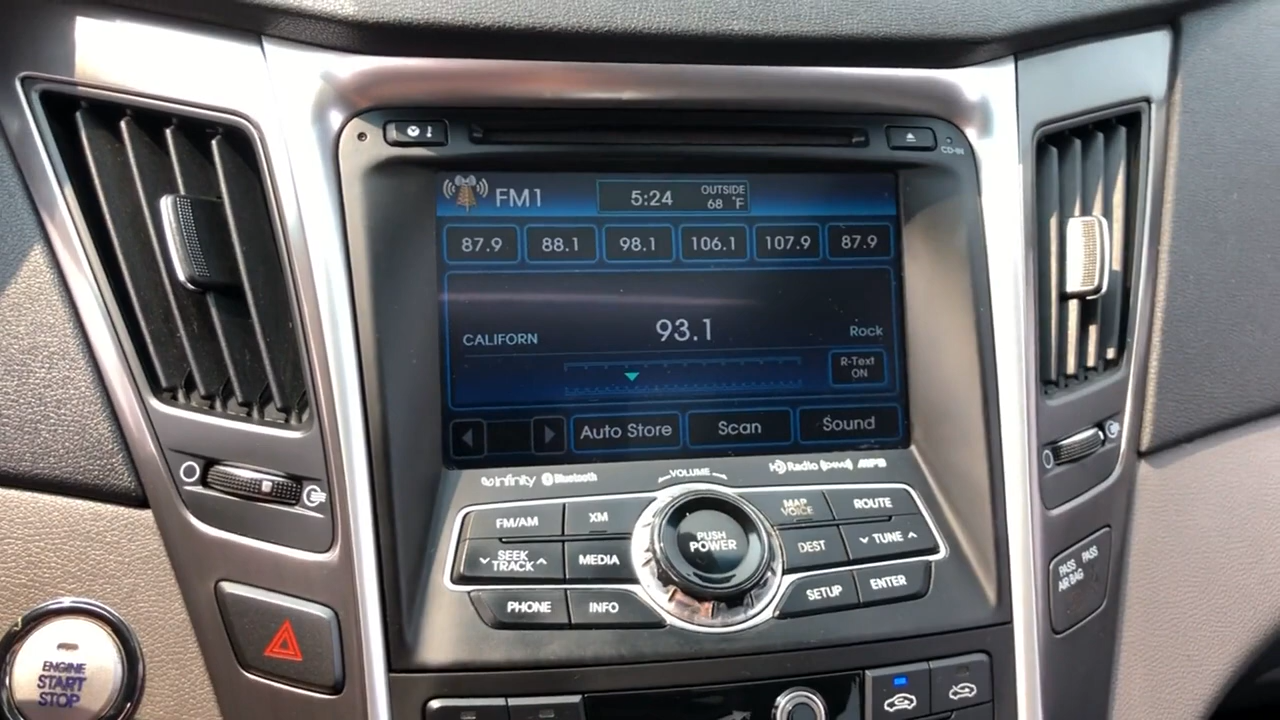 CD-IN
FM1 5:24 OUTSIDE 68 °F
87.9 88.1 98.1 106.1 107.9 87.9
CALIFORN 93.1 Rock
R-Text
ON
Auto Store Scan Sound
infinity Bluetooth VOLUME HD Radio ((XM)) MP3
FM/AM XM PUSH POWER MAP VOICE ROUTE
SEEK TRACK MEDIA DEST TUNE
PHONE INFO SETUP ENTER
PASS AIR BAG PASS
ENGINE
START
STOP